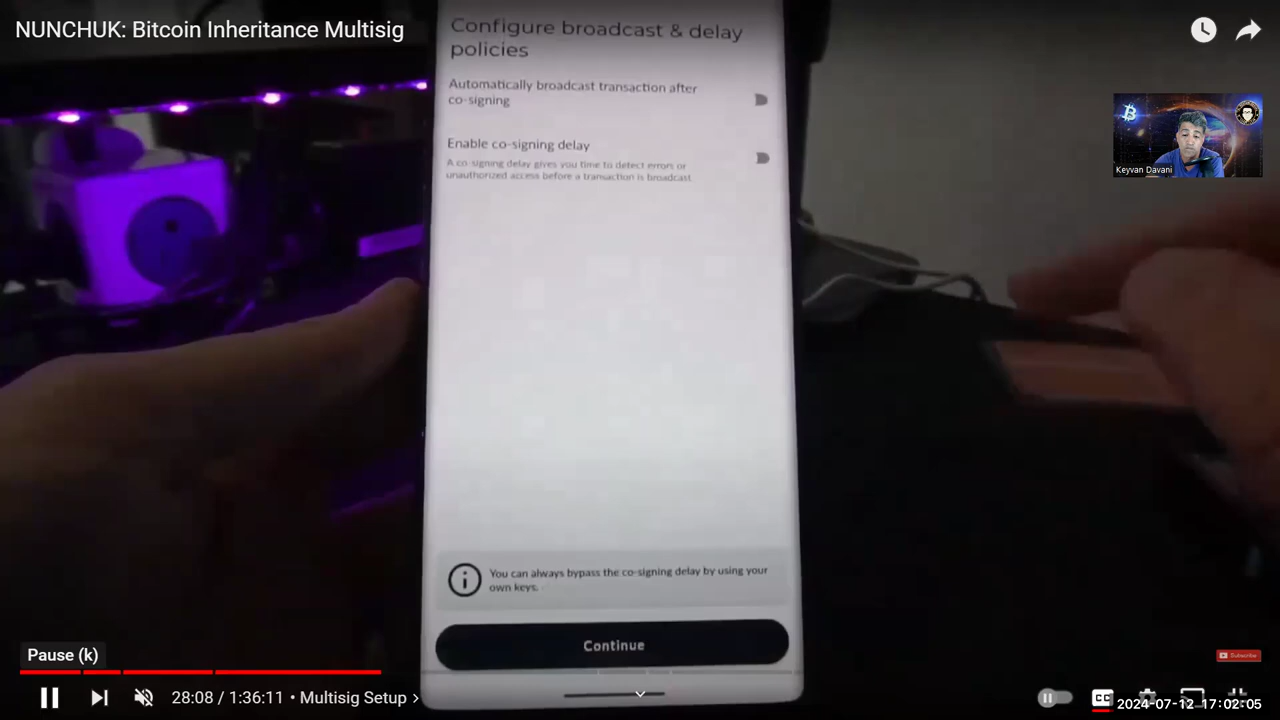 NUNCHUK: Bitcoin Inheritance Multisig
Configure broadcast & delay
policies
Automatically broadcast transaction after
co-signing
Enable co-signing delay
A co-signing delay gives you time to detect errors or
unauthorized access before a transaction is broadcast.
Keyvan Davani
You can always bypass the co-signing delay by using your
own keys.
Continue
Pause (k)
Subscribe
28:08 / 1:36:11 • Multisig Setup ›
CC
2024-07-12 17:02:05